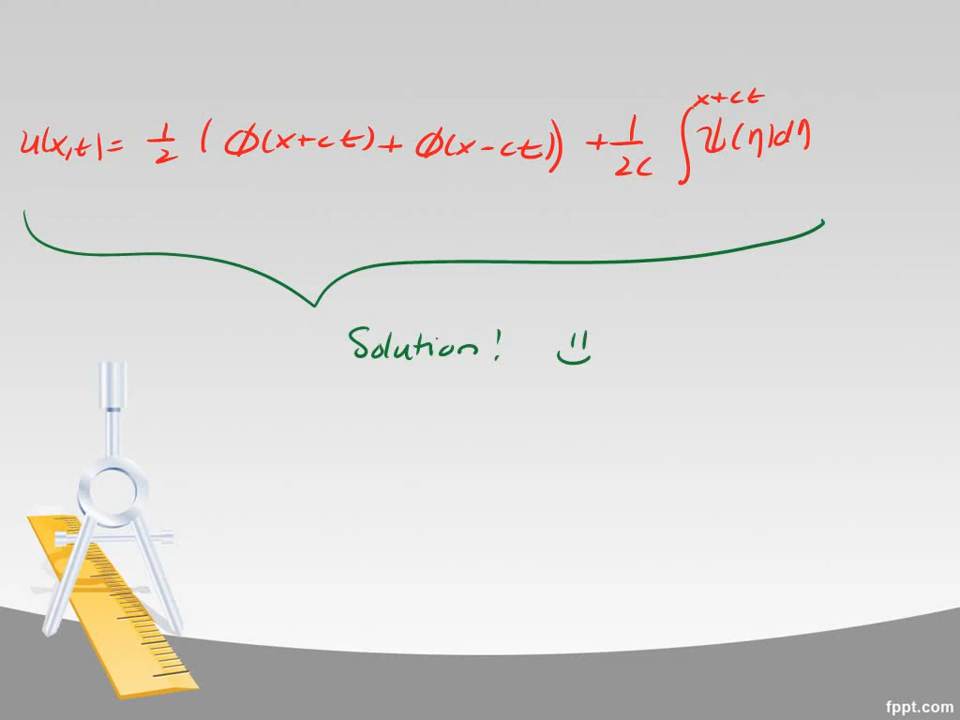 u(x,t) = 1/2 (ϕ(x+ct) + ϕ(x-ct)) + 1/2c ∫^{x+ct} ψ(η)dη
Solution! ¨⌣
fppt.com